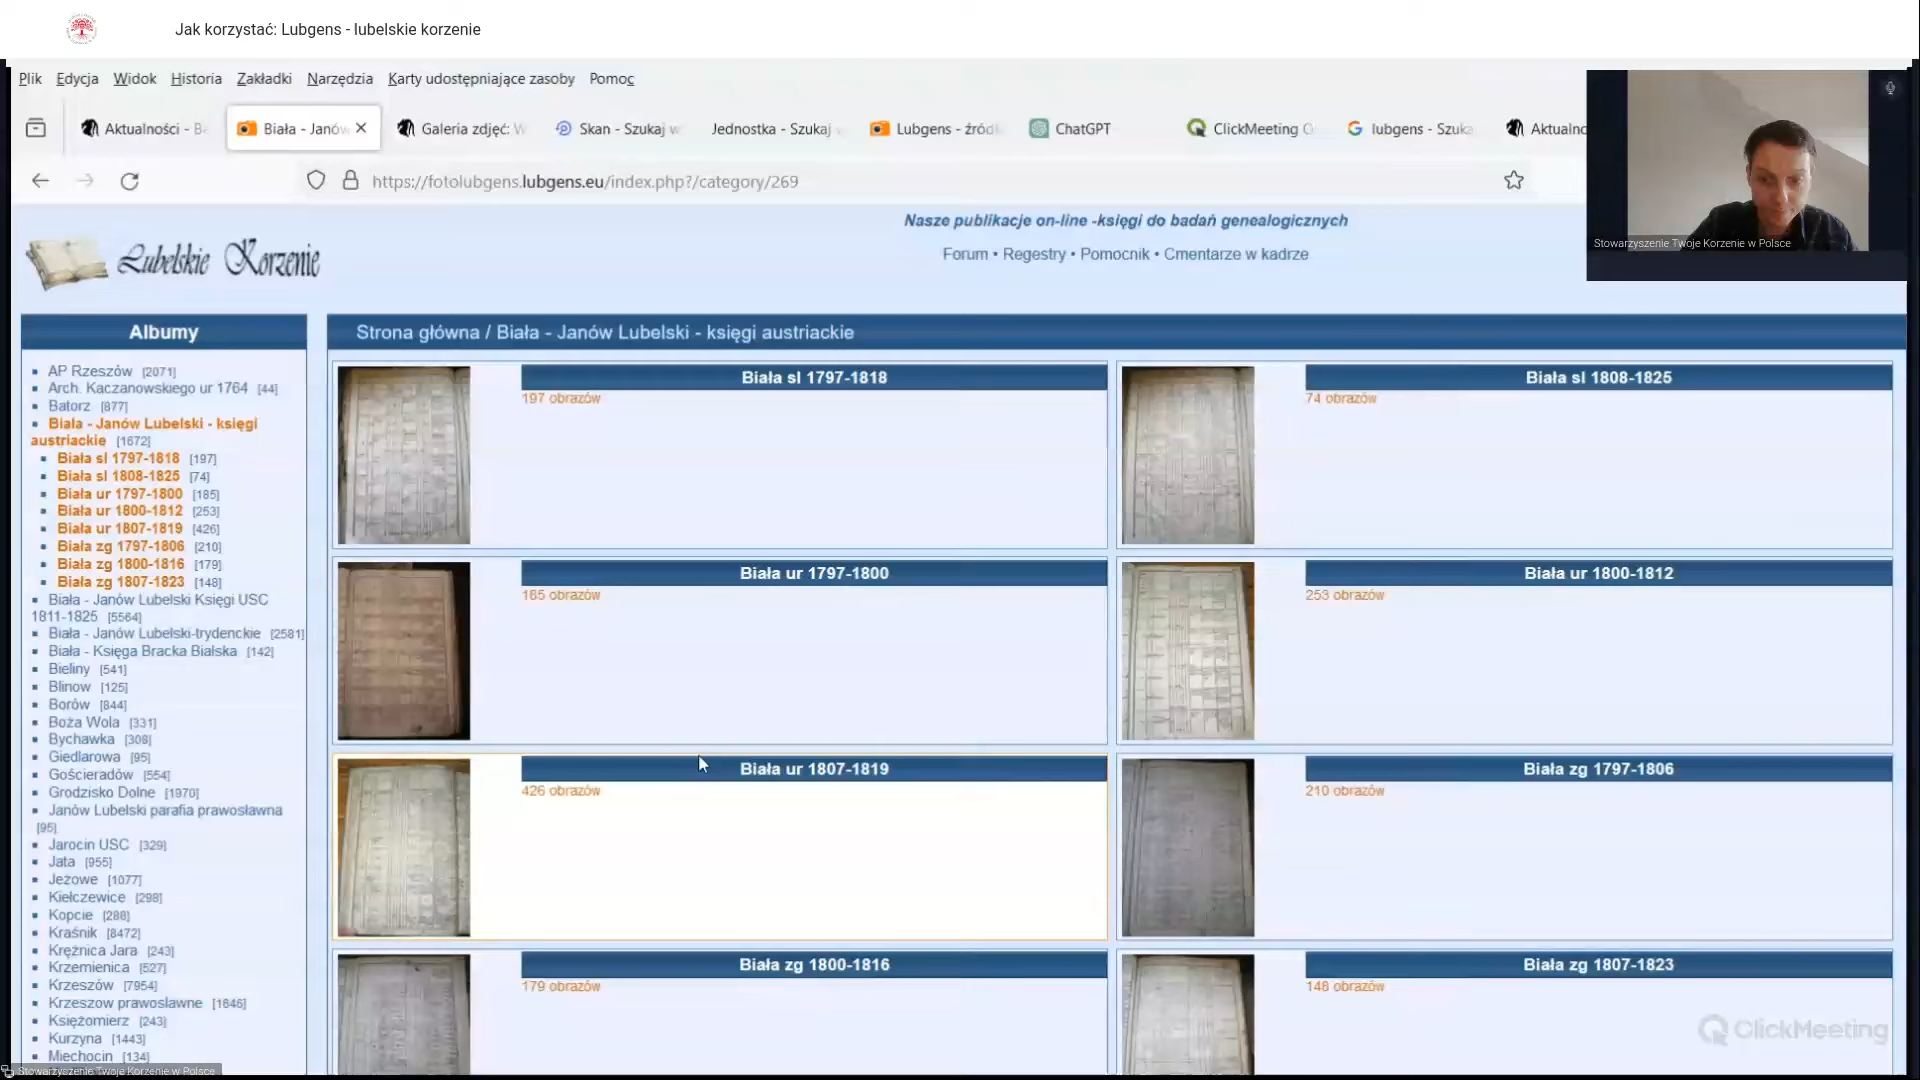 Jak korzystać: Lubgens - lubelskie korzenie
Plik Edycja Widok Historia Zakładki Narzędzia Karty udostępniające zasoby Pomoc
Aktualności - B Biała - Janów Galeria zdjęć: W Skan - Szukaj w Jednostka - Szukaj Lubgens - źród ChatGPT ClickMeeting lubgens - Szuka Aktualno
https://fotolubgens.lubgens.eu/index.php?/category/269
Stowarzyszenie Twoje Korzenie w Polsce
Nasze publikacje on-line -księgi do badań genealogicznych
Forum • Regestry • Pomocnik • Cmentarze w kadrze
Lubelskie Korzenie
Albumy
AP Rzeszów [2071]
Arch. Kaczanowskiego ur 1764 [44]
Batorz [877]
Biała - Janów Lubelski - księgi
austriackie [1672]
Biała sl 1797-1818 [197]
Biała sl 1808-1825 [74]
Biała ur 1797-1800 [185]
Biała ur 1800-1812 [253]
Biała ur 1807-1819 [426]
Biała zg 1797-1806 [210]
Biała zg 1800-1816 [179]
Biała zg 1807-1823 [148]
Biała - Janów Lubelski Księgi USC
1811-1825 [5564]
Biała - Janów Lubelski-trydenckie [2581]
Biała - Księga Bracka Bialska [142]
Bieliny [541]
Blinow [125]
Borów [844]
Boża Wola [331]
Bychawka [308]
Giedlarowa [95]
Gościeradów [554]
Grodzisko Dolne [1970]
Janów Lubelski parafia prawosławna
[95]
Jarocin USC [329]
Jata [955]
Jeżowe [1077]
Kiełczewice [298]
Kopcie [288]
Kraśnik [8472]
Krężnica Jara [243]
Krzemienica [527]
Krzeszów [7954]
Krzeszow prawoslawne [1646]
Księżomierz [243]
Kurzyna [1443]
Miechocin [134]
Strona główna / Biała - Janów Lubelski - księgi austriackie
Biała sl 1797-1818
197 obrazów
Biała sl 1808-1825
74 obrazów
Biała ur 1797-1800
185 obrazów
Biała ur 1800-1812
253 obrazów
Biała ur 1807-1819
426 obrazów
Biała zg 1797-1806
210 obrazów
Biała zg 1800-1816
179 obrazów
Biała zg 1807-1823
148 obrazów
ClickMeeting
Stowarzyszenie Twoje Korzenie w Polsce